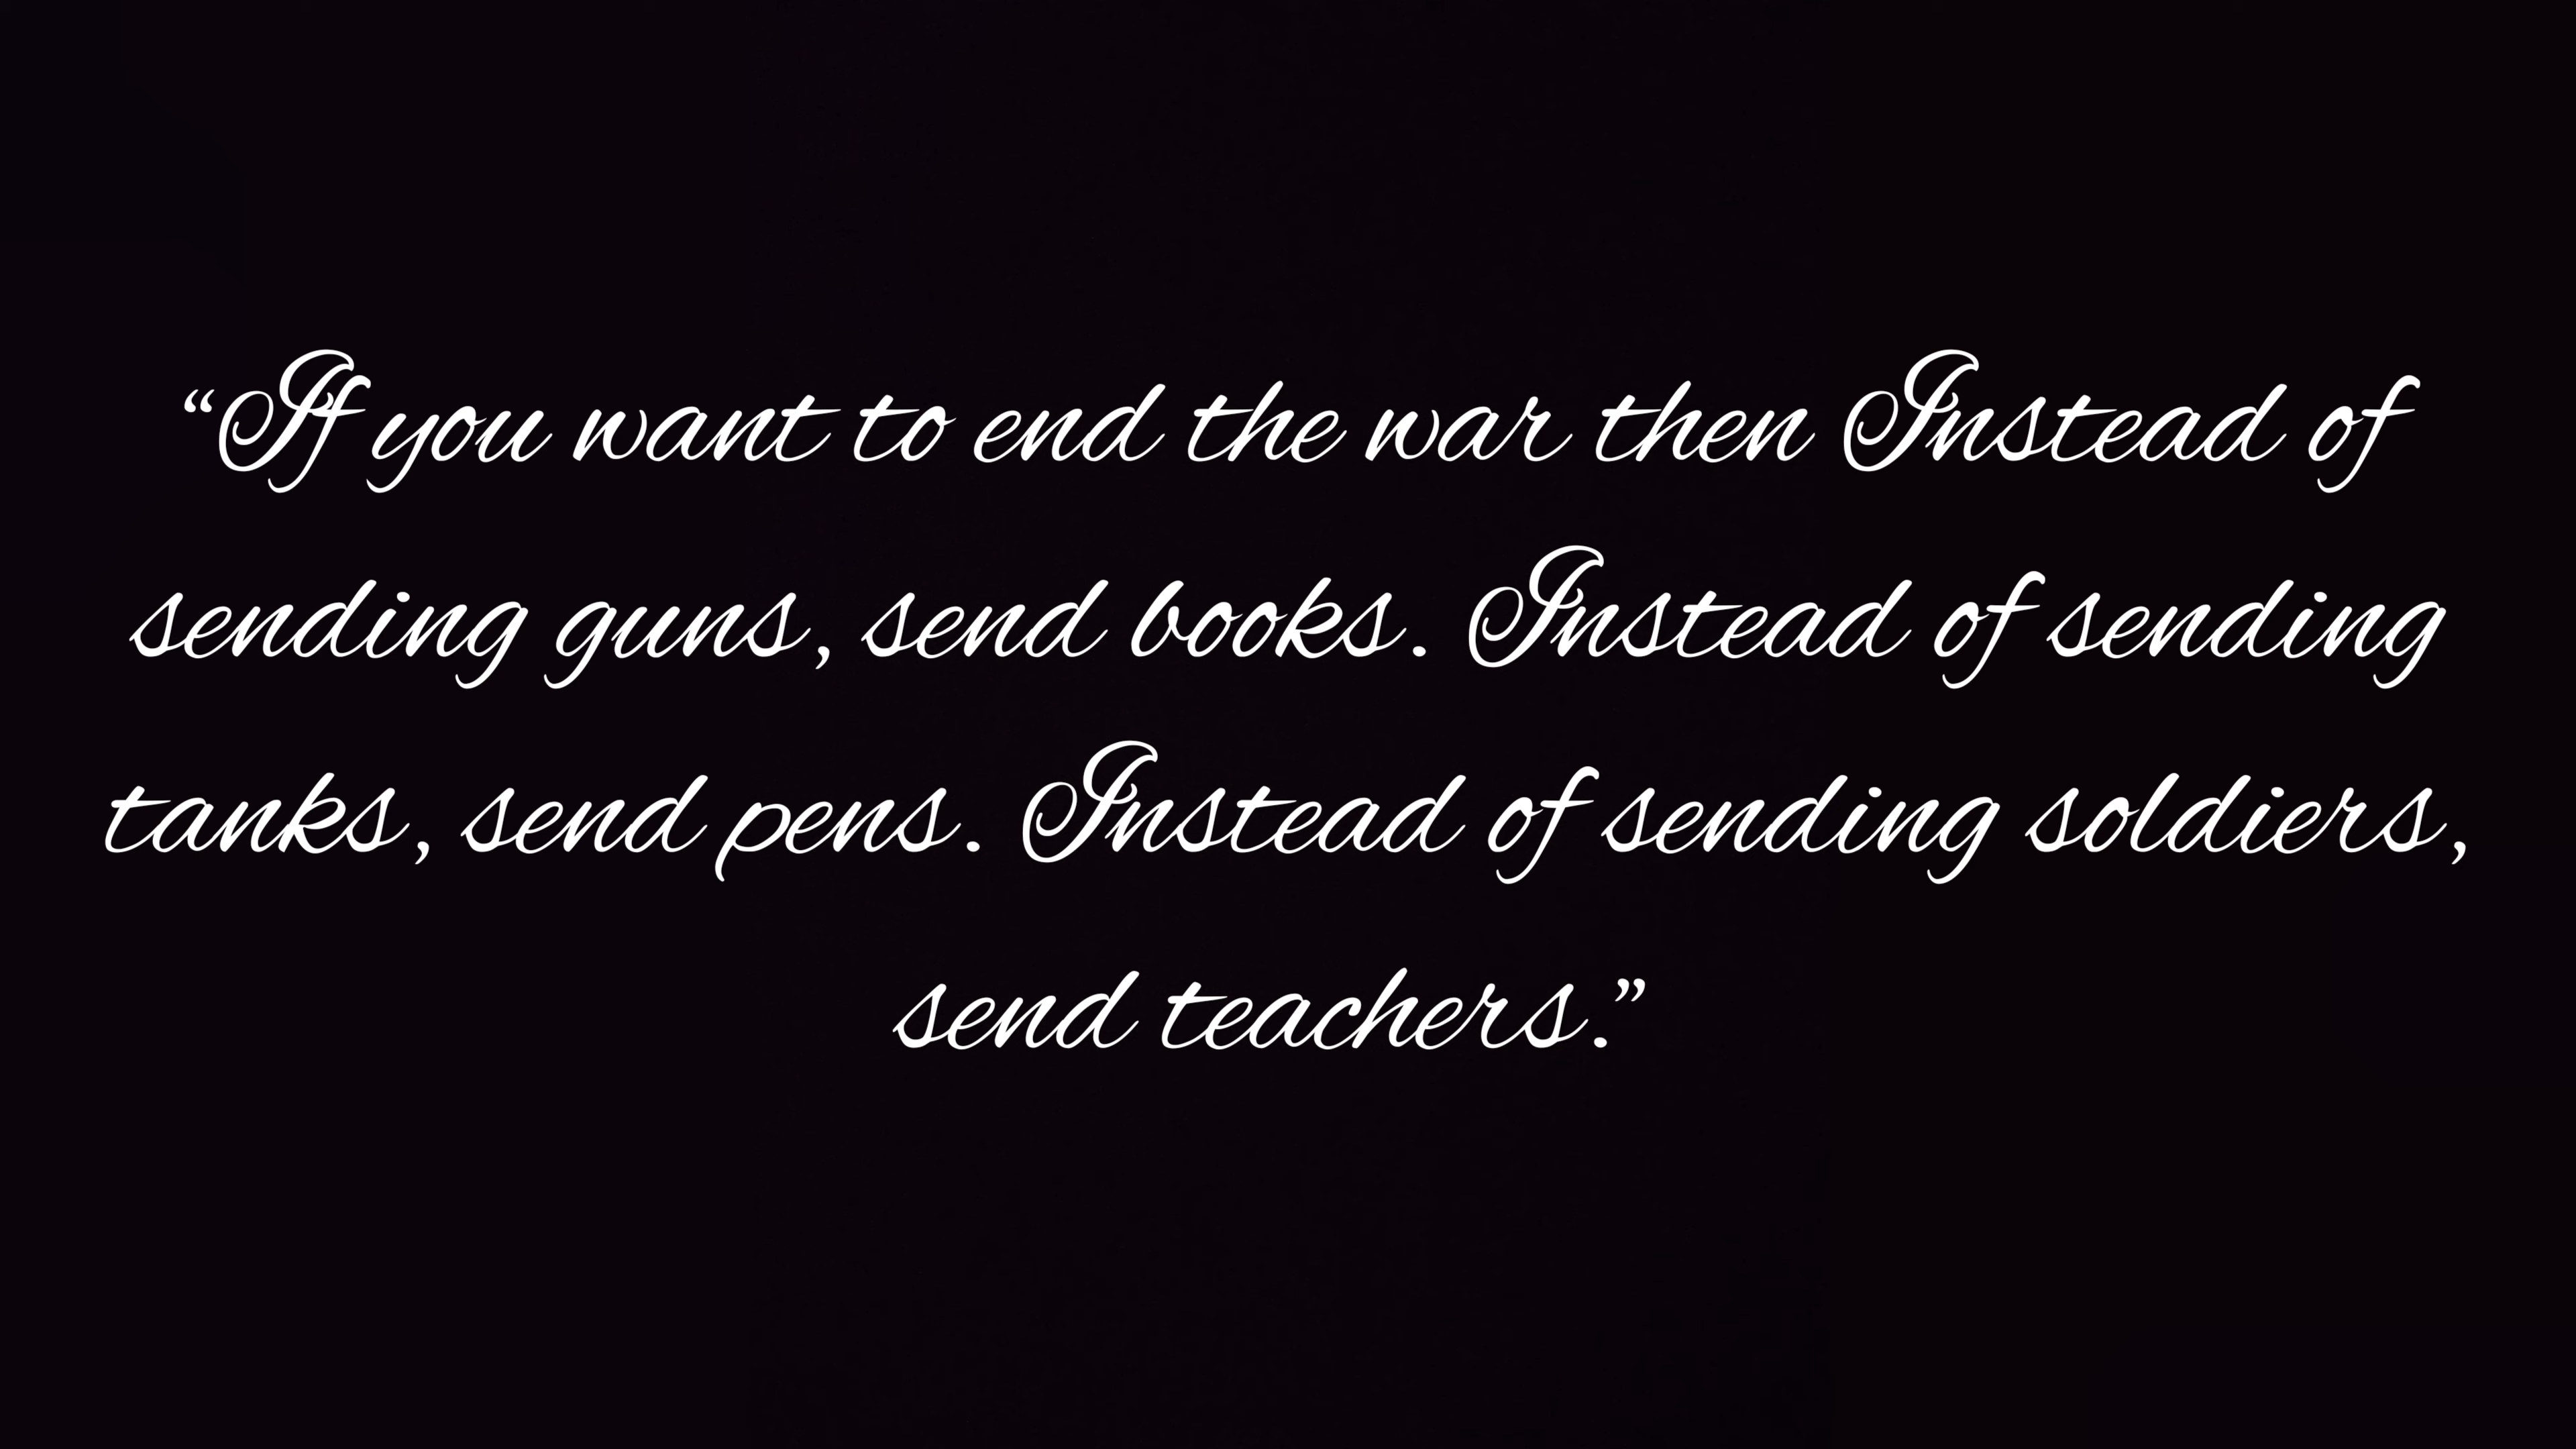 “If you want to end the war then Instead of
sending guns, send books. Instead of sending
tanks, send pens. Instead of sending soldiers,
send teachers.”